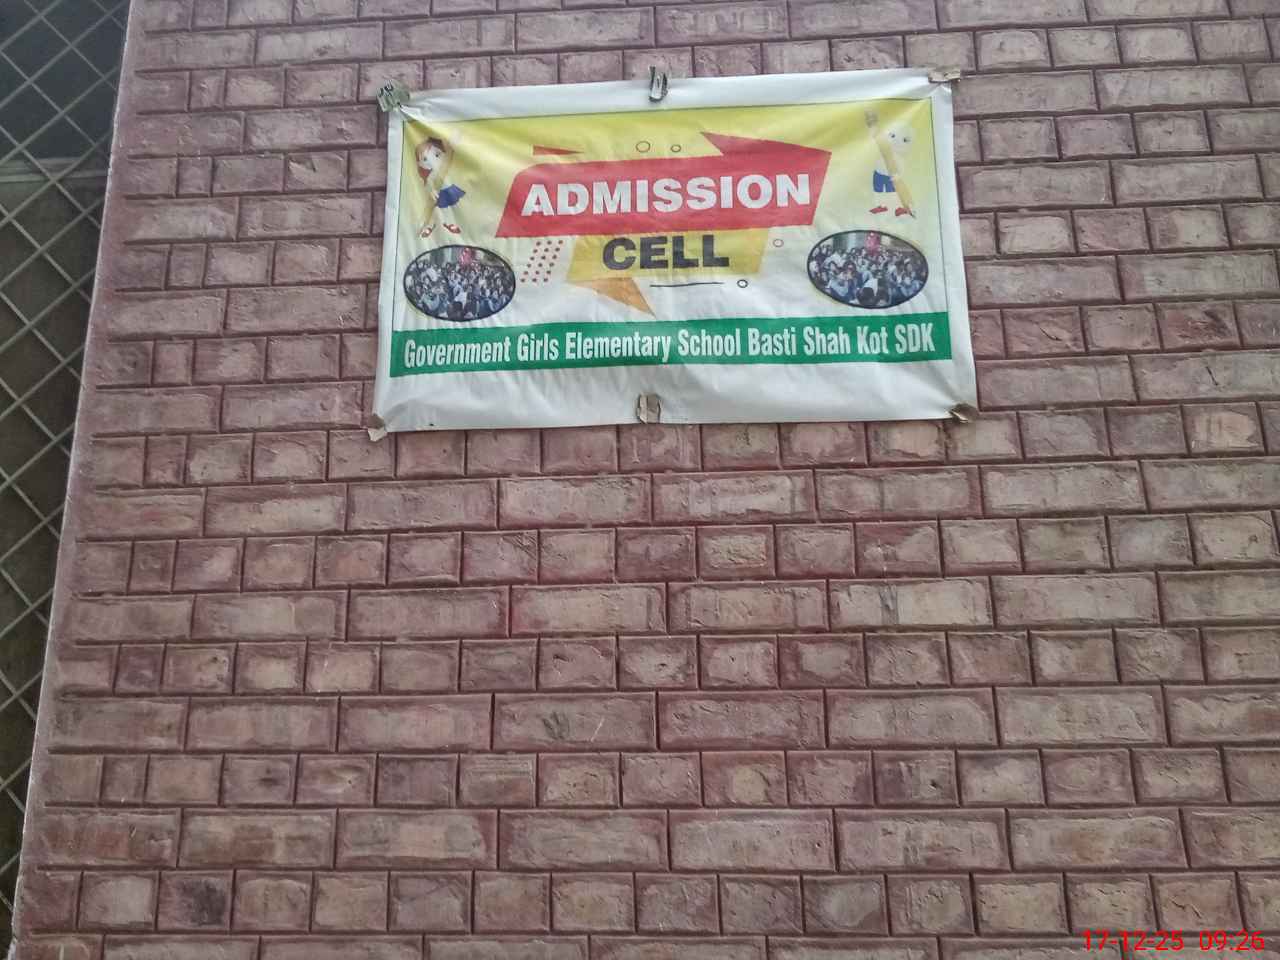 ADMISSION
CELL
Government Girls Elementary School Basti Shah Kot SDK
17-12-25 09:26